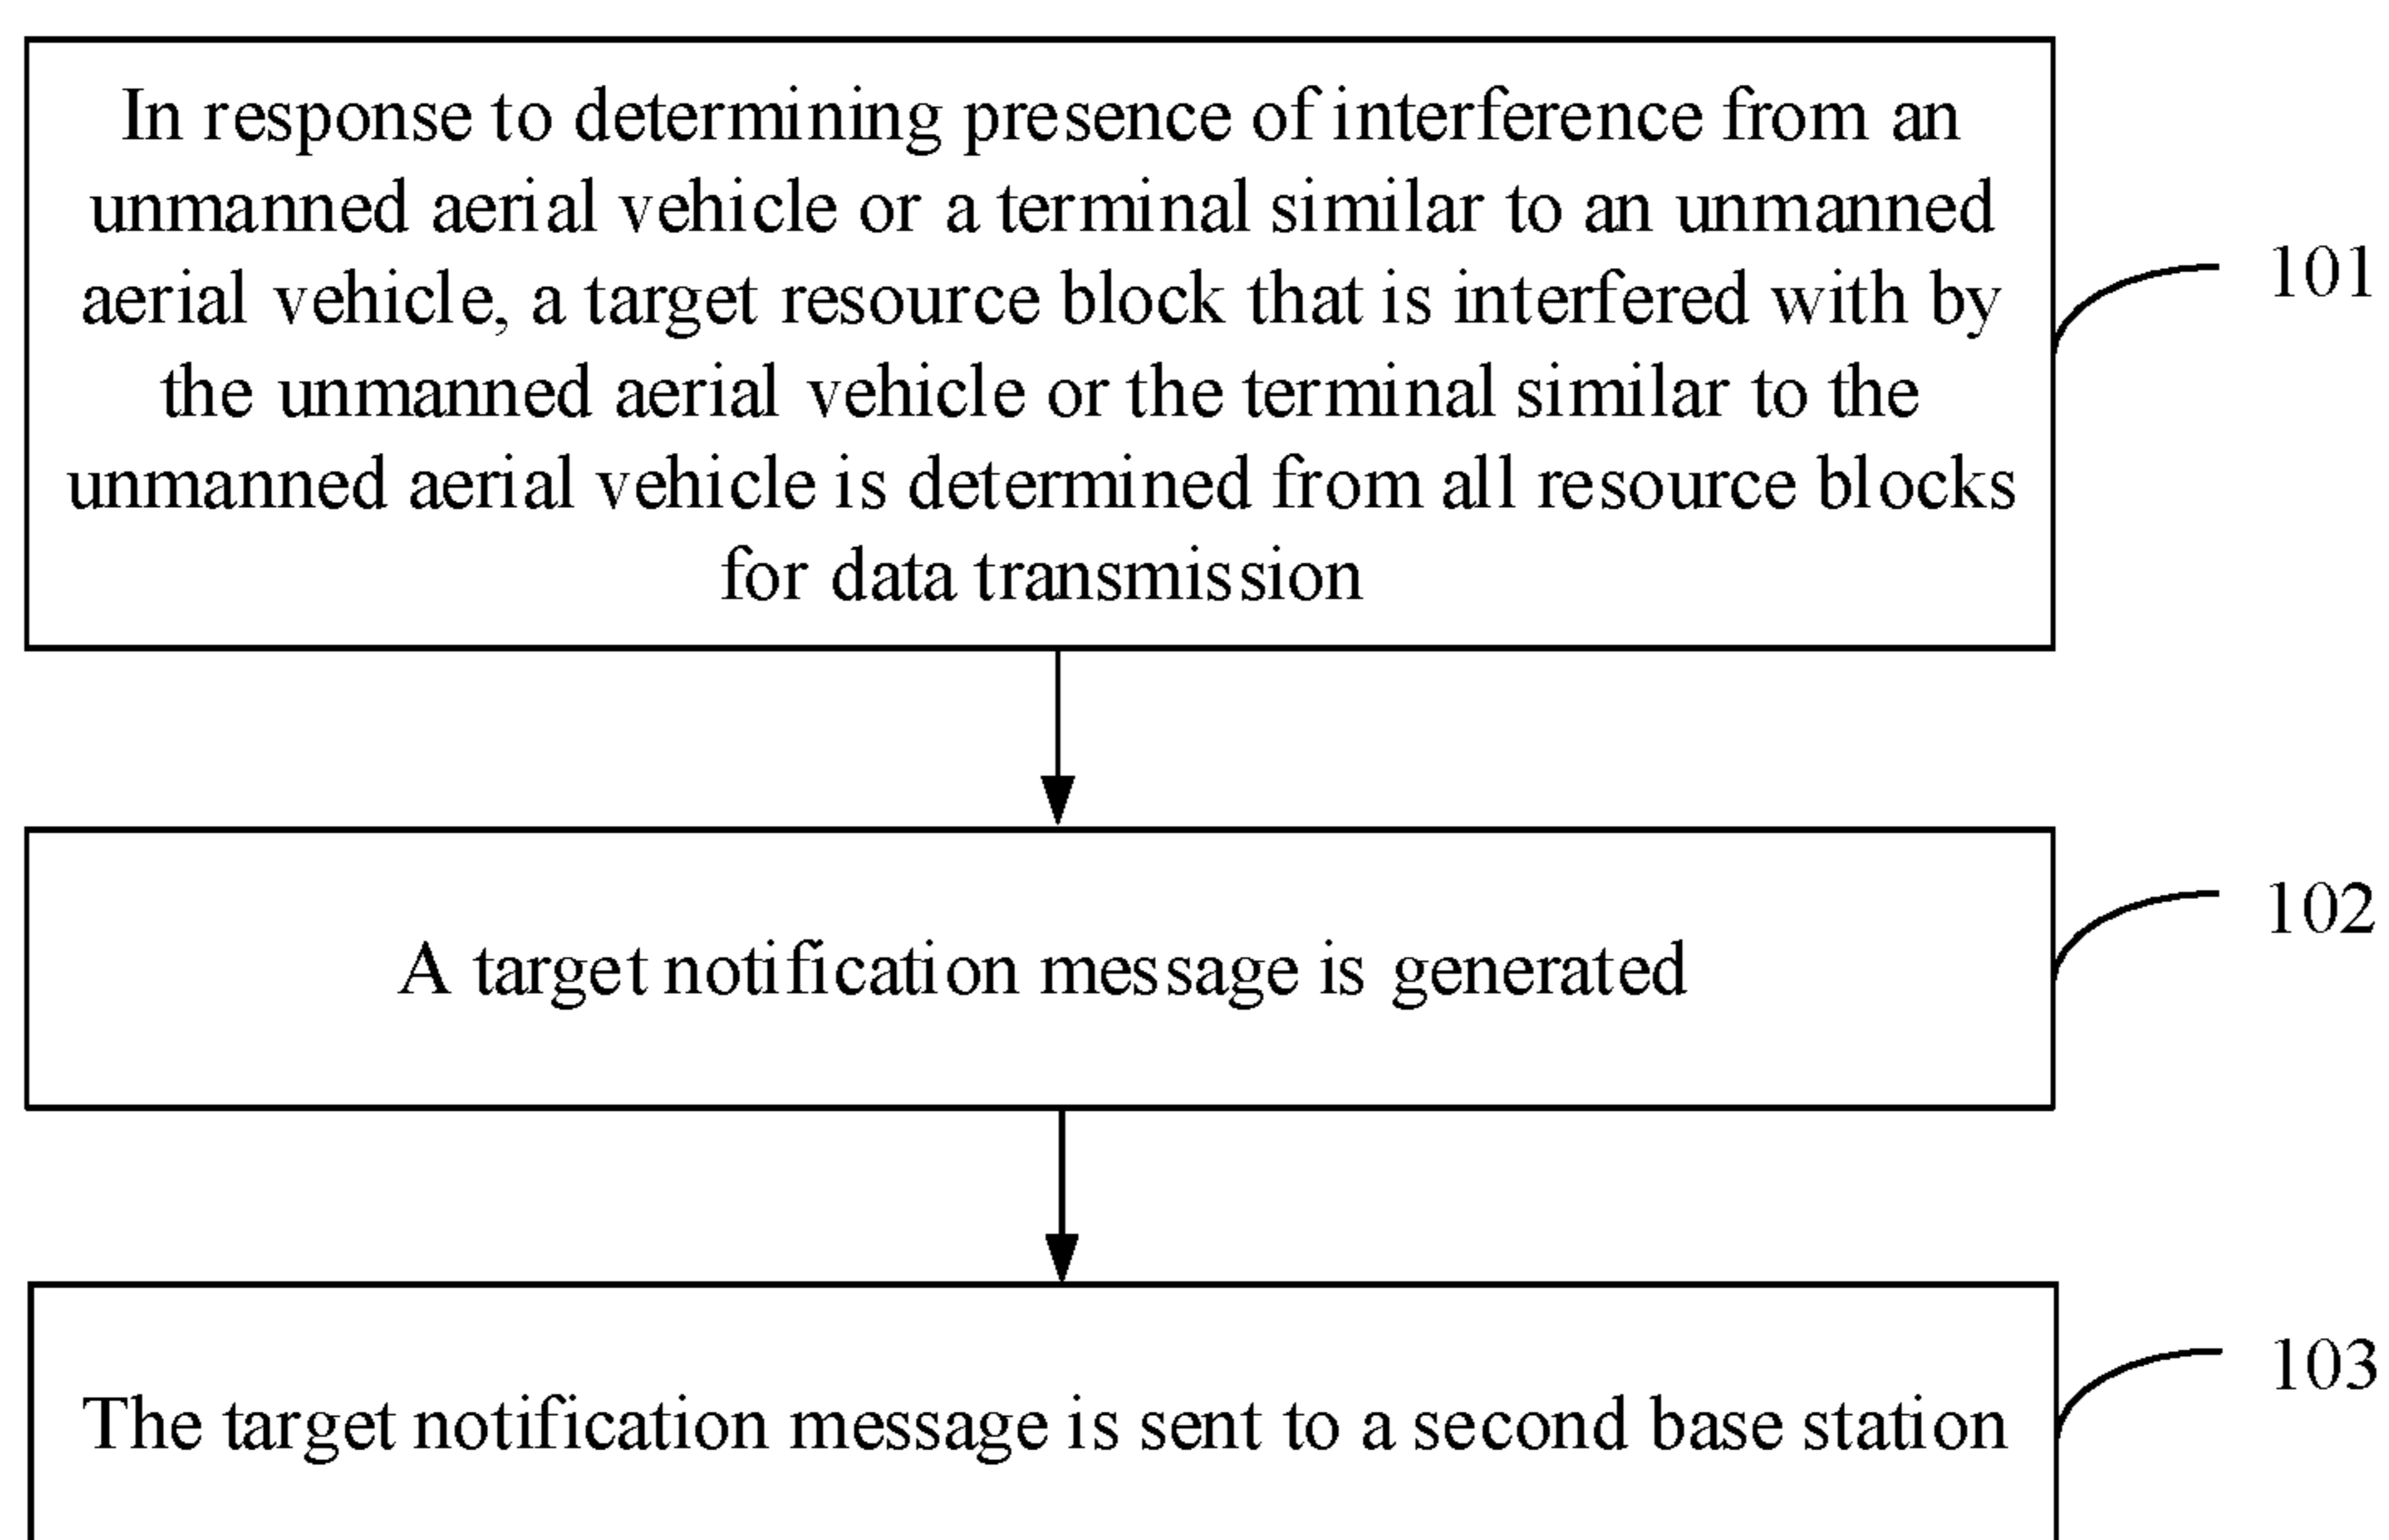 In response to determining presence of interference from an
unmanned aerial vehicle or a terminal similar to an unmanned
aerial vehicle, a target resource block that is interfered with by
the unmanned aerial vehicle or the terminal similar to the
unmanned aerial vehicle is determined from all resource blocks
for data transmission
101
A target notification message is generated
102
The target notification message is sent to a second base station
103